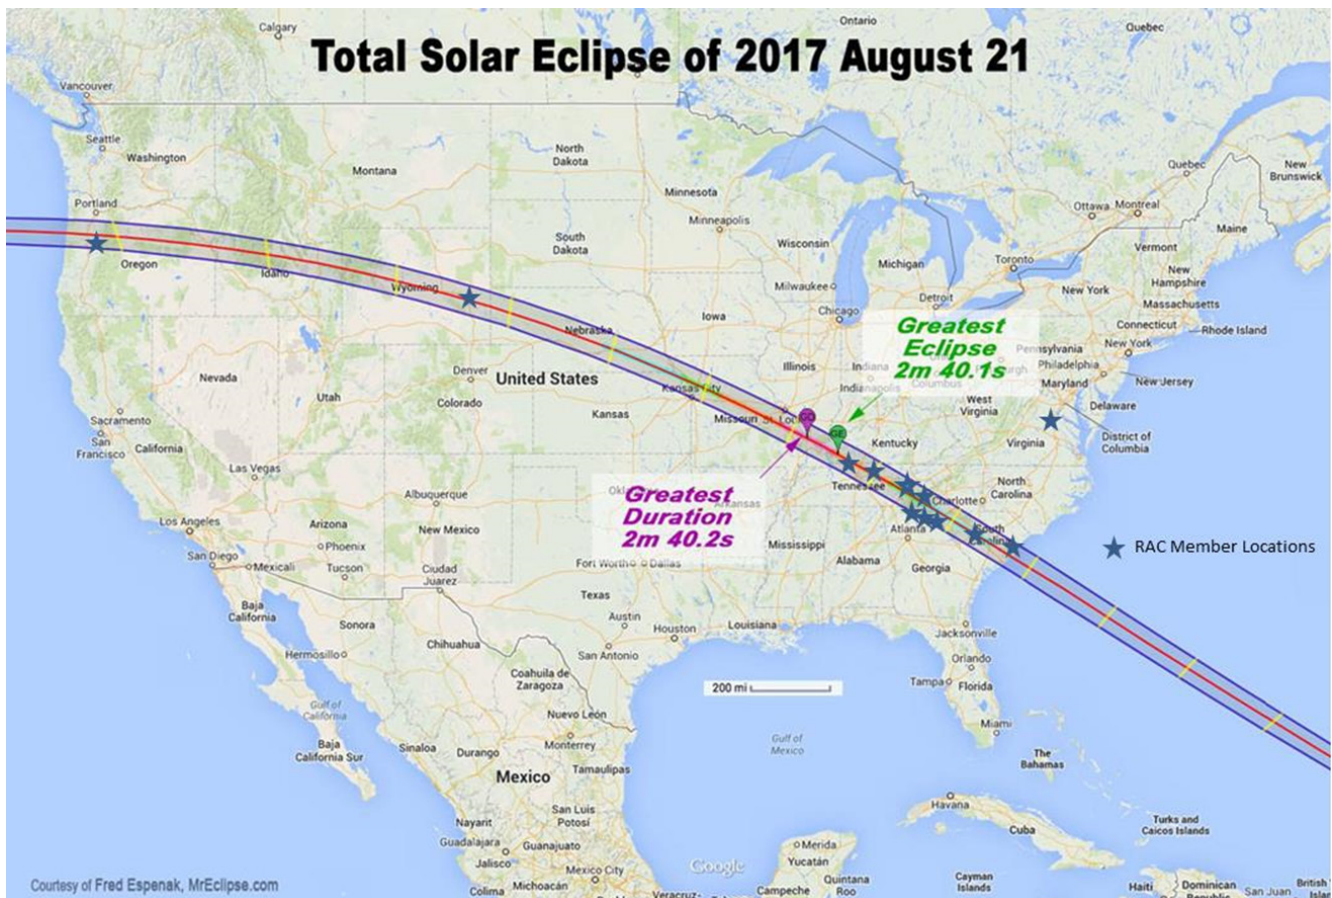 Total Solar Eclipse of 2017 August 21
Calgary
Ontario
Quebec
Vancouver
Seattle
Washington
Montana
North
Dakota
Minnesota
Quebec
New
Brunswick
Portland
Oregon
Idaho
Wyoming
South
Dakota
Minneapolis
Wisconsin
Michigan
Ottawa
Montreal
Maine
Toronto
Vermont
New
Hampshire
Milwaukee
Detroit
New York
Massachusetts
Chicago
Iowa
Nebraska
Connecticut
Rhode Island
Greatest
Eclipse
2m 40.1s
Pennsylvania
New York
Philadelphia
New Jersey
Illinois
Indiana
Indianapolis
Columbus
Maryland
Delaware
West
Virginia
Virginia
District of
Columbia
Nevada
Utah
Denver
Colorado
United States
Kansas City
Kansas
Missouri
GD
GE
Kentucky
Sacramento
San
Francisco
California
Las Vegas
Greatest
Duration
2m 40.2s
Tennessee
Charlotte
North
Carolina
Los Angeles
Arizona
Albuquerque
New Mexico
Arkansas
Mississippi
Atlanta
South
Carolina
Alabama
Georgia
RAC Member Locations
San Diego
Mexicali
Phoenix
Tucson
Ciudad
Juarez
Fort Worth
Dallas
Texas
Baja
California
Sonora
Chihuahua
Austin
Houston
Louisiana
San Antonio
Jacksonville
Orlando
Tampa
Florida
Miami
Hermosillo
Coahuila de
Zaragoza
200 mi
Gulf of
California
Nuevo León
Gulf of
Mexico
Baja
California Sur
Sinaloa
Durango
Monterrey
Tamaulipas
The
Bahamas
Mexico
San Luis
Potosí
Nayarit
Guadalajara
Guanajuato
Jalisco
Mexico City
Colima
Michoacán
Veracruz
Google
Merida
Yucatán
Quintana
Roo
Campeche
Havana
Cuba
Turks and
Caicos Islands
Cayman
Islands
Haiti
Dominican
San Juan
British
Courtesy of Fred Espenak, MrEclipse.com